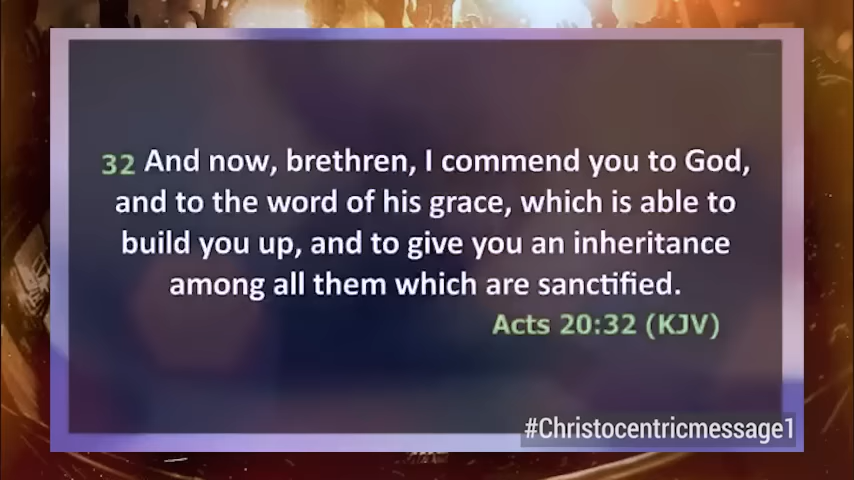 32 And now, brethren, I commend you to God,
and to the word of his grace, which is able to
build you up, and to give you an inheritance
among all them which are sanctified.
Acts 20:32 (KJV)
#Christocentricmessage1